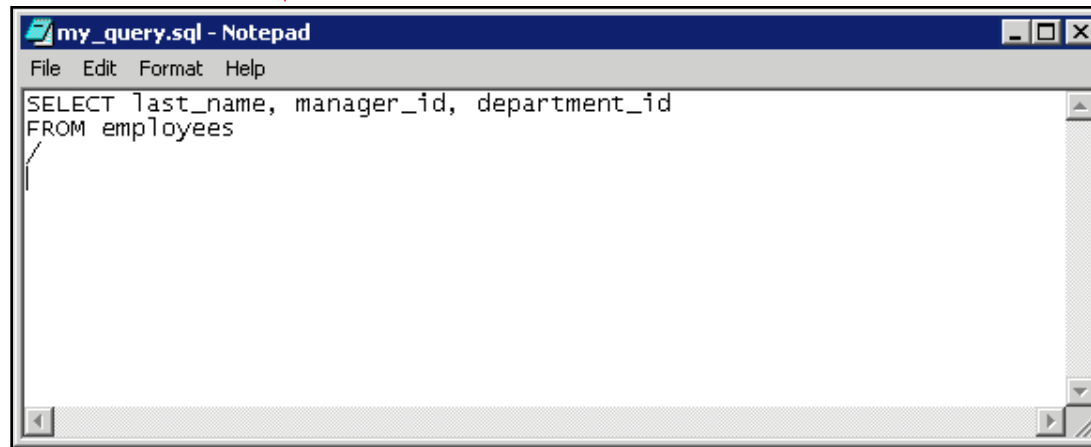 my_query.sql - Notepad
File Edit Format Help
SELECT last_name, manager_id, department_id
FROM employees
/